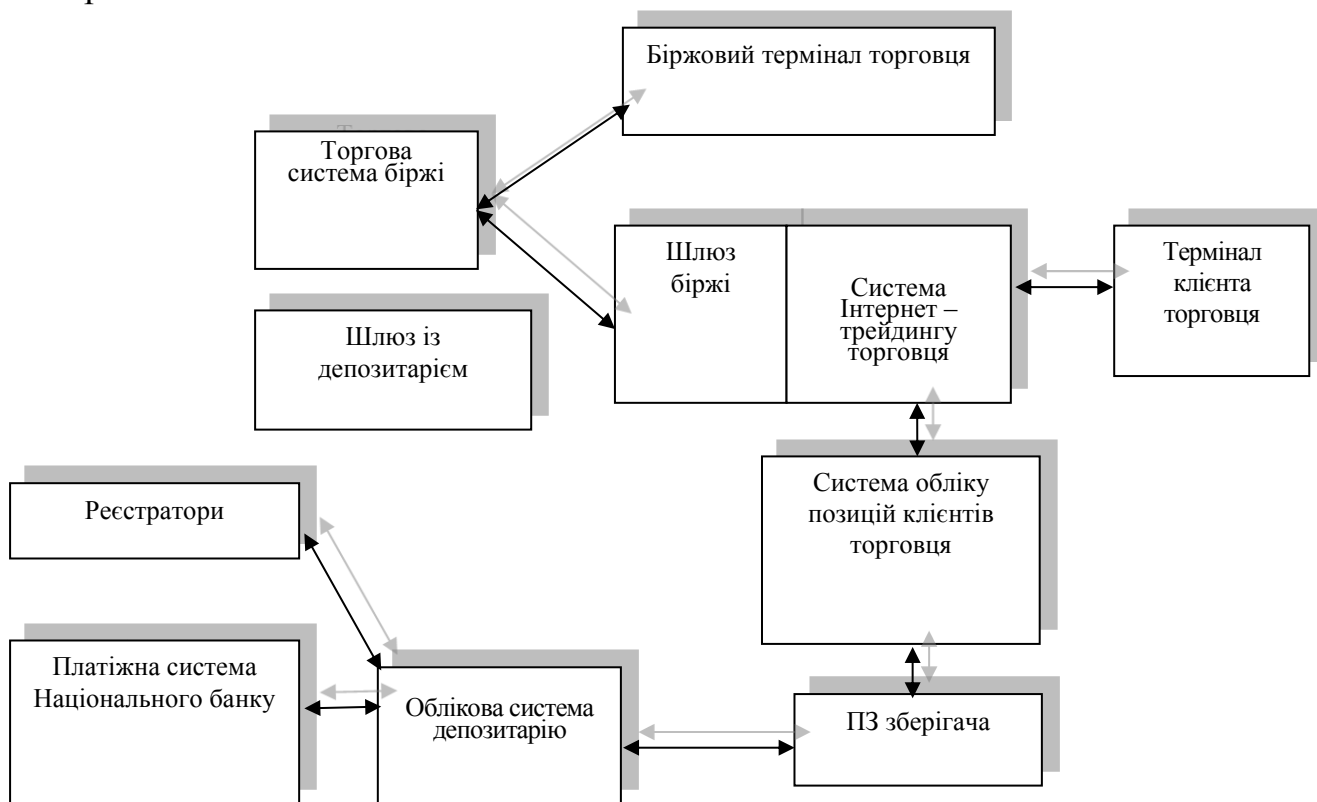 Біржовий термінал торговця
Торгова
система біржі
Шлюз
біржі
Система
Інтернет –
трейдингу
торговця
Термінал
клієнта
торговця
Шлюз із
депозитарієм
Система обліку
позицій клієнтів
торговця
Реєстратори
Платіжна система
Національного банку
Облікова система
депозитарію
ПЗ зберігача